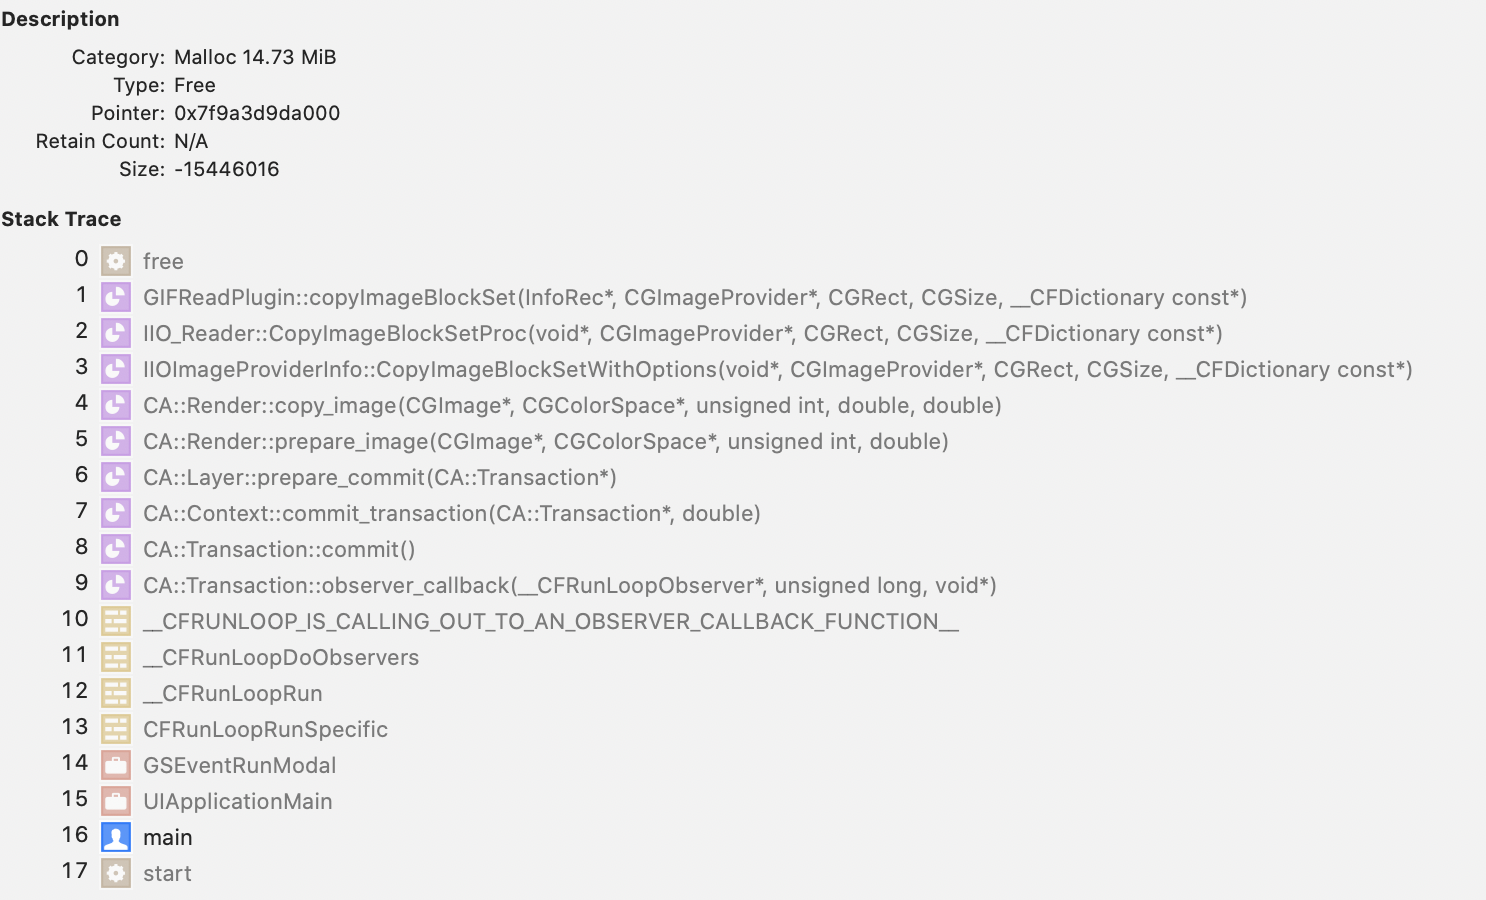 Description
Category: Malloc 14.73 MiB
Type: Free
Pointer: 0x7f9a3d9da000
Retain Count: N/A
Size: -15446016
Stack Trace
0 free
1 GIFReadPlugin::copyImageBlockSet(InfoRec*, CGImageProvider*, CGRect, CGSize, __CFDictionary const*)
2 IIO_Reader::CopyImageBlockSetProc(void*, CGImageProvider*, CGRect, CGSize, __CFDictionary const*)
3 IIOImageProviderInfo::CopyImageBlockSetWithOptions(void*, CGImageProvider*, CGRect, CGSize, __CFDictionary const*)
4 CA::Render::copy_image(CGImage*, CGColorSpace*, unsigned int, double, double)
5 CA::Render::prepare_image(CGImage*, CGColorSpace*, unsigned int, double)
6 CA::Layer::prepare_commit(CA::Transaction*)
7 CA::Context::commit_transaction(CA::Transaction*, double)
8 CA::Transaction::commit()
9 CA::Transaction::observer_callback(__CFRunLoopObserver*, unsigned long, void*)
10 __CFRUNLOOP_IS_CALLING_OUT_TO_AN_OBSERVER_CALLBACK_FUNCTION__
11 __CFRunLoopDoObservers
12 __CFRunLoopRun
13 CFRunLoopRunSpecific
14 GSEventRunModal
15 UIApplicationMain
16 main
17 start